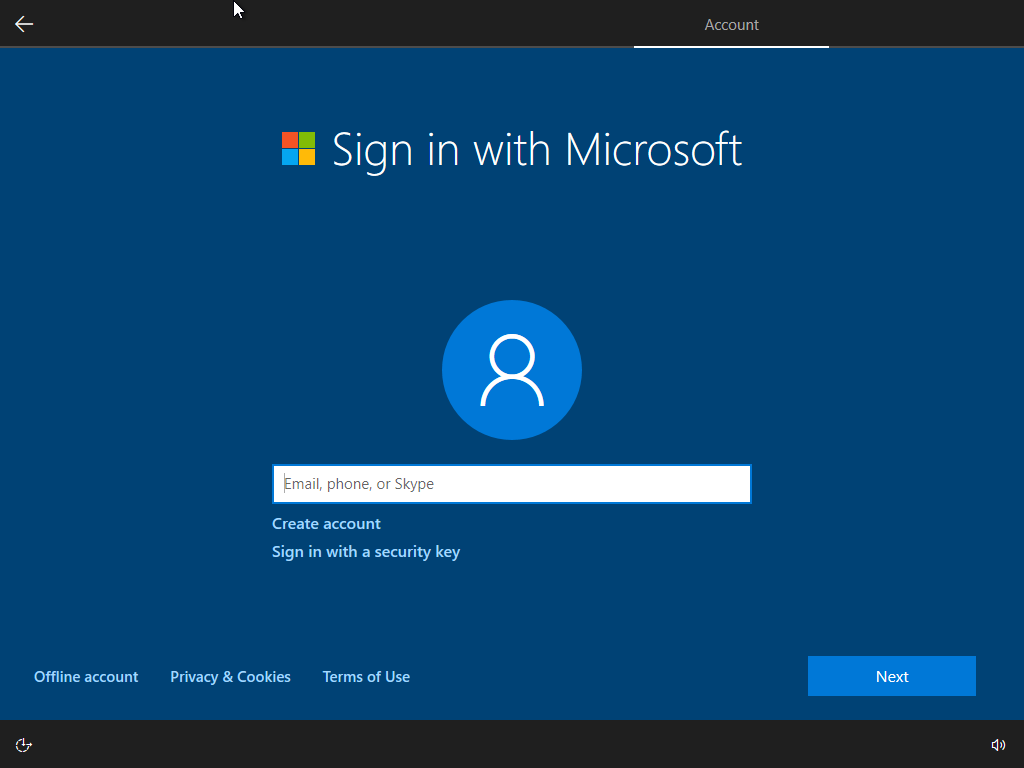 Account
Sign in with Microsoft
Email, phone, or Skype
Create account
Sign in with a security key
Offline account Privacy & Cookies Terms of Use Next